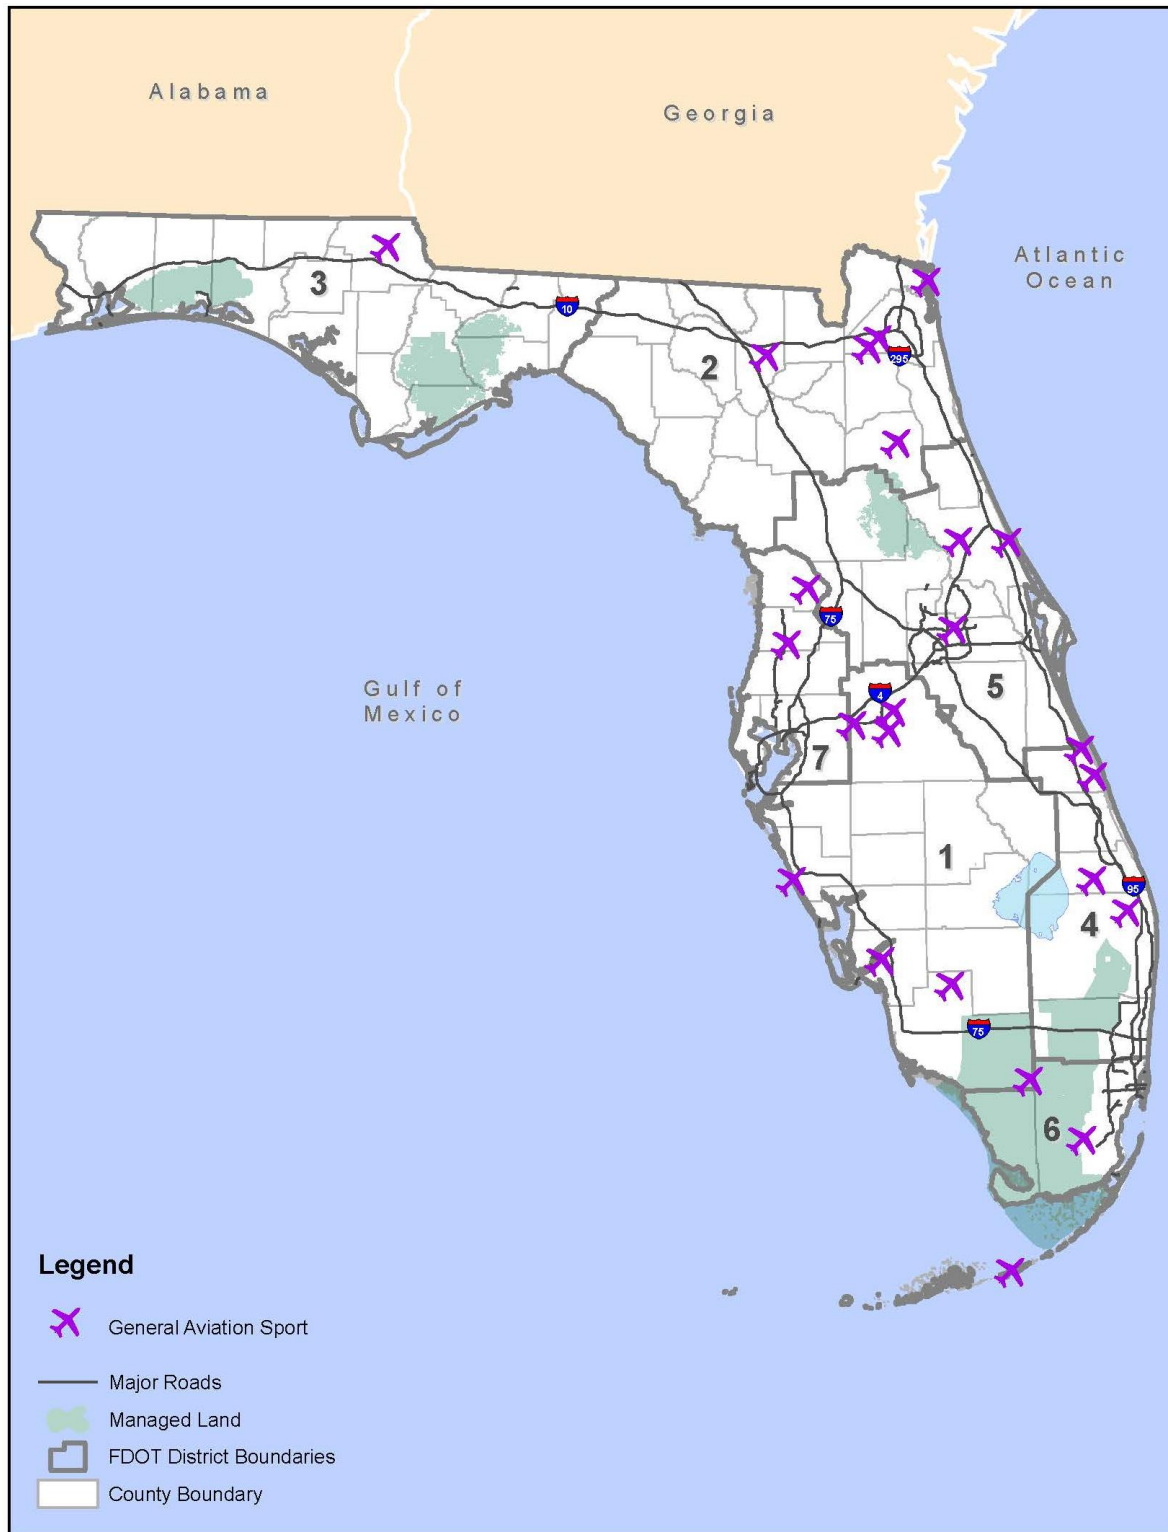 Alabama
Georgia
Atlantic
Ocean
3
10
2
295
75
5
Gulf of
Mexico
4
7
1
95
4
75
6
Legend
General Aviation Sport
Major Roads
Managed Land
FDOT District Boundaries
County Boundary